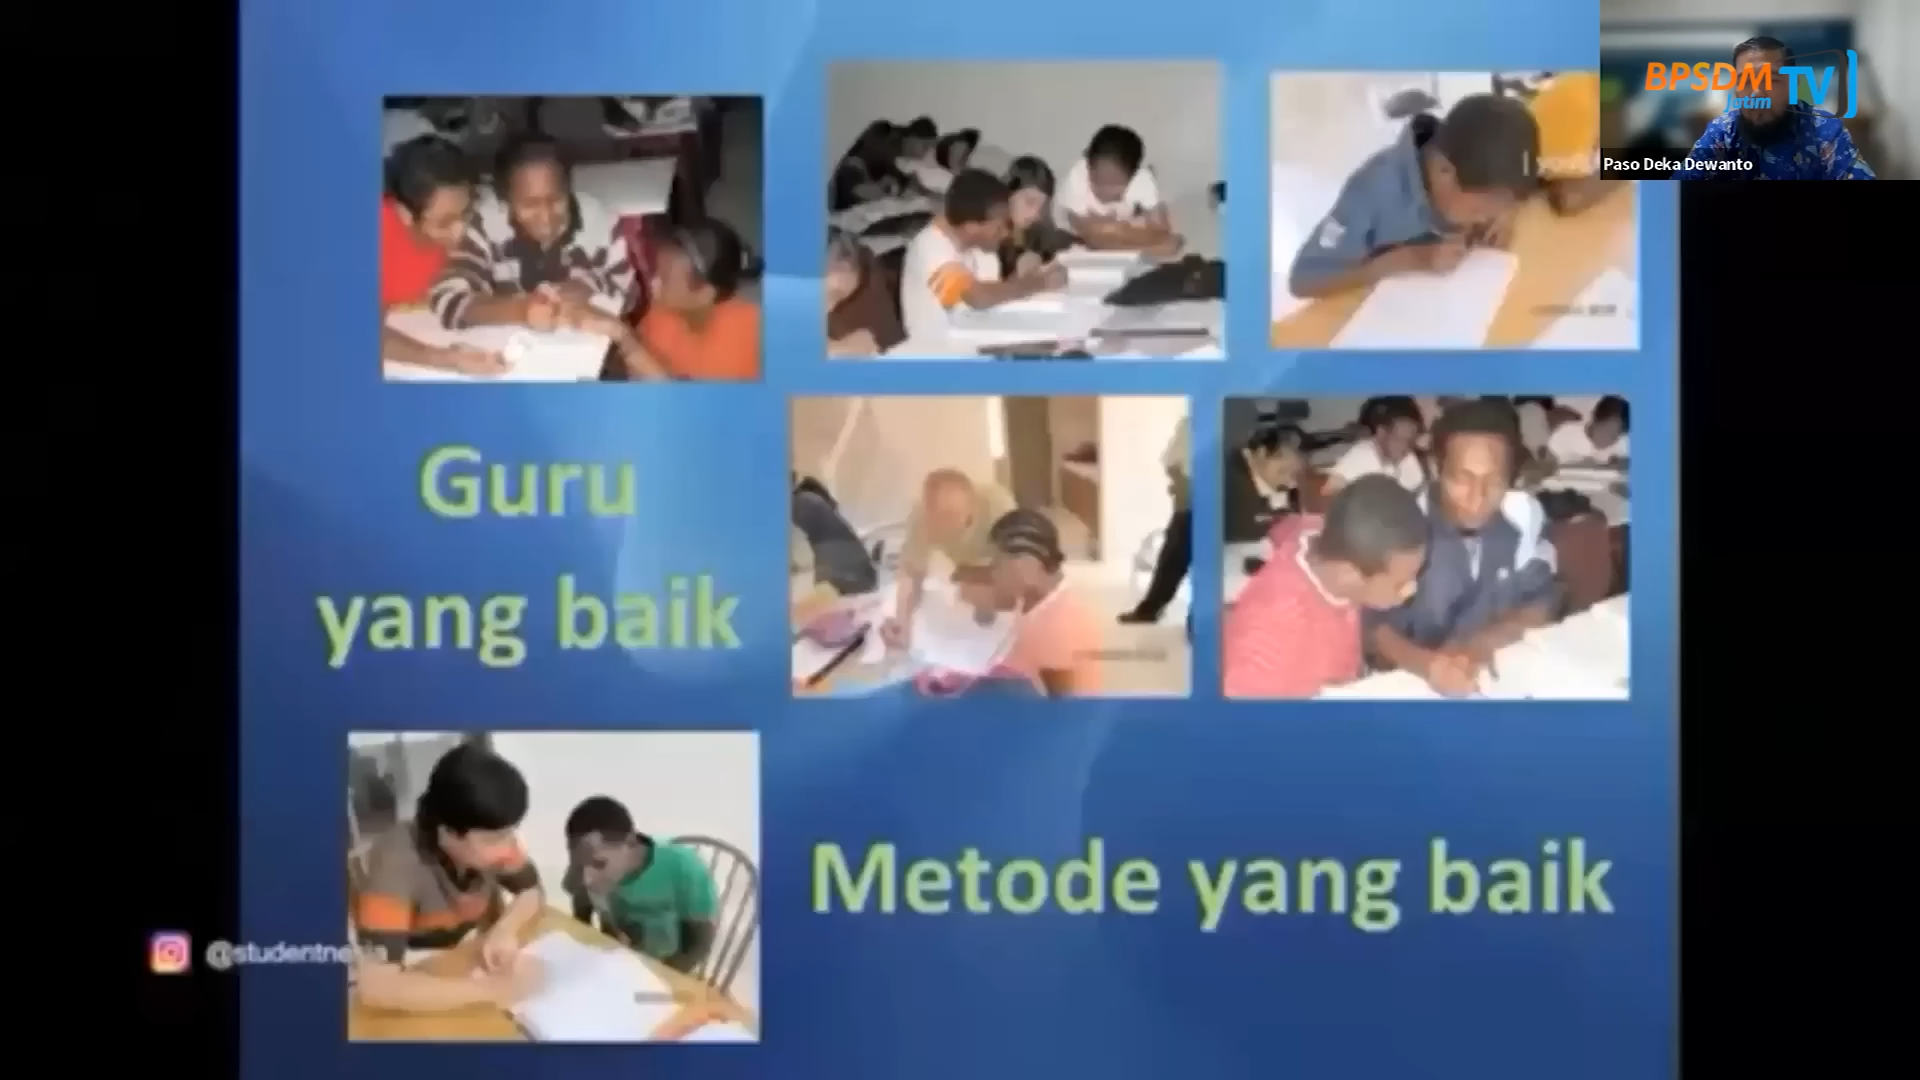 BPSDM TV
Jatim
Paso Deka Dewanto
Guru
yang baik
Metode yang baik